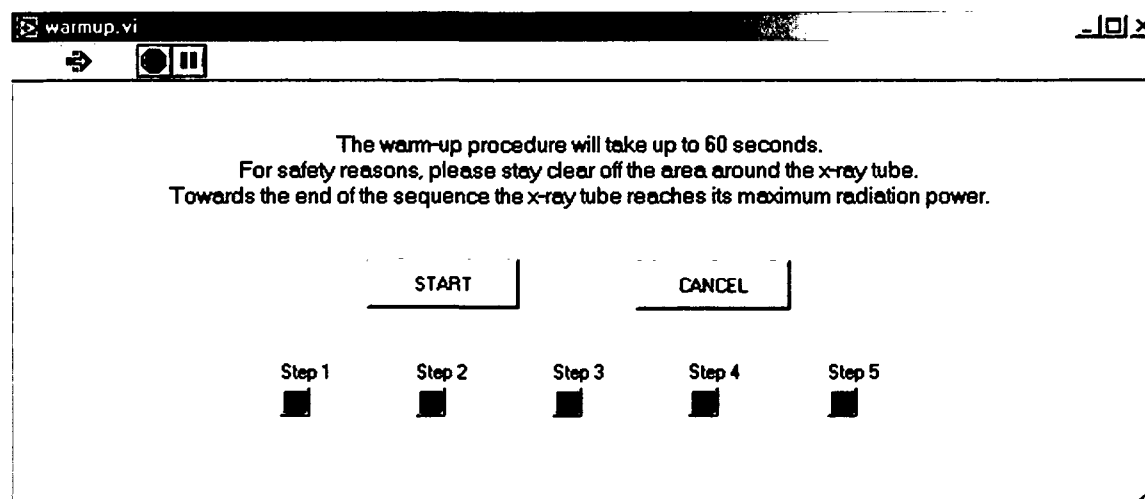 warmup.vi
The warm-up procedure will take up to 60 seconds.
For safety reasons, please stay clear off the area around the x-ray tube.
Towards the end of the sequence the x-ray tube reaches its maximum radiation power.
START CANCEL
Step 1 Step 2 Step 3 Step 4 Step 5